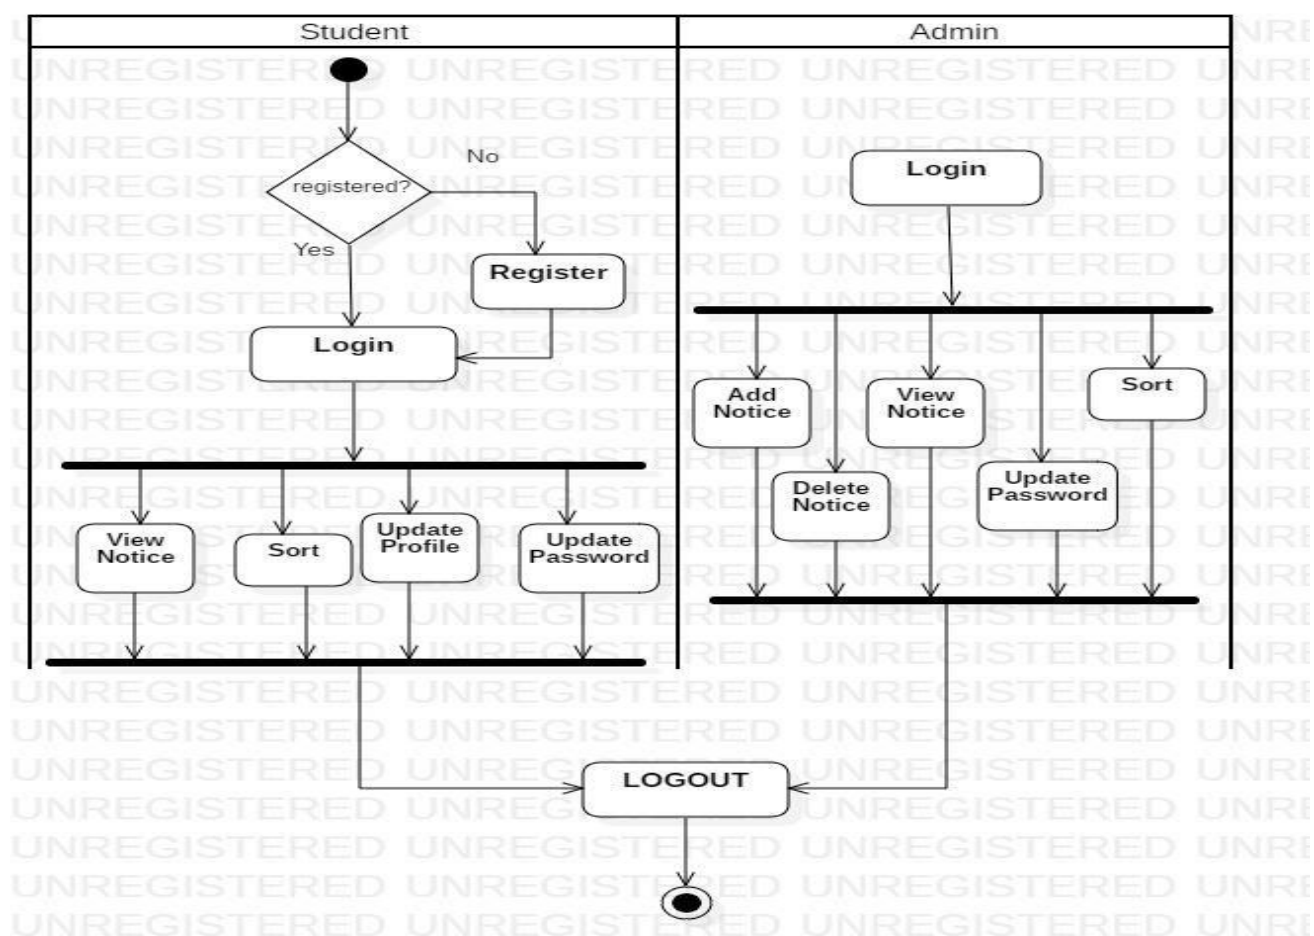 Student
Admin
registered?
No
Yes
Register
Login
View
Notice
Sort
Update
Profile
Update
Password
Login
Add
Notice
Delete
Notice
View
Notice
Update
Password
Sort
LOGOUT
UNREGISTERED UNREGISTERED UNREGISTERED